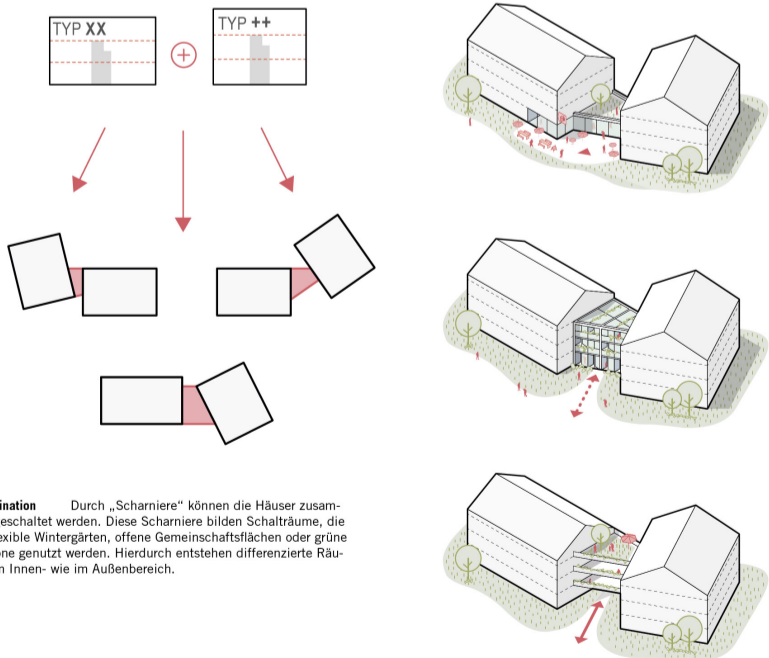 TYP XX
TYP ++
ination Durch „Scharniere“ können die Häuser zusam-
eschaltet werden. Diese Scharniere bilden Schalträume, die
exible Wintergärten, offene Gemeinschaftsflächen oder grüne
one genutzt werden. Hierdurch entstehen differenzierte Räu-
n Innen- wie im Außenbereich.